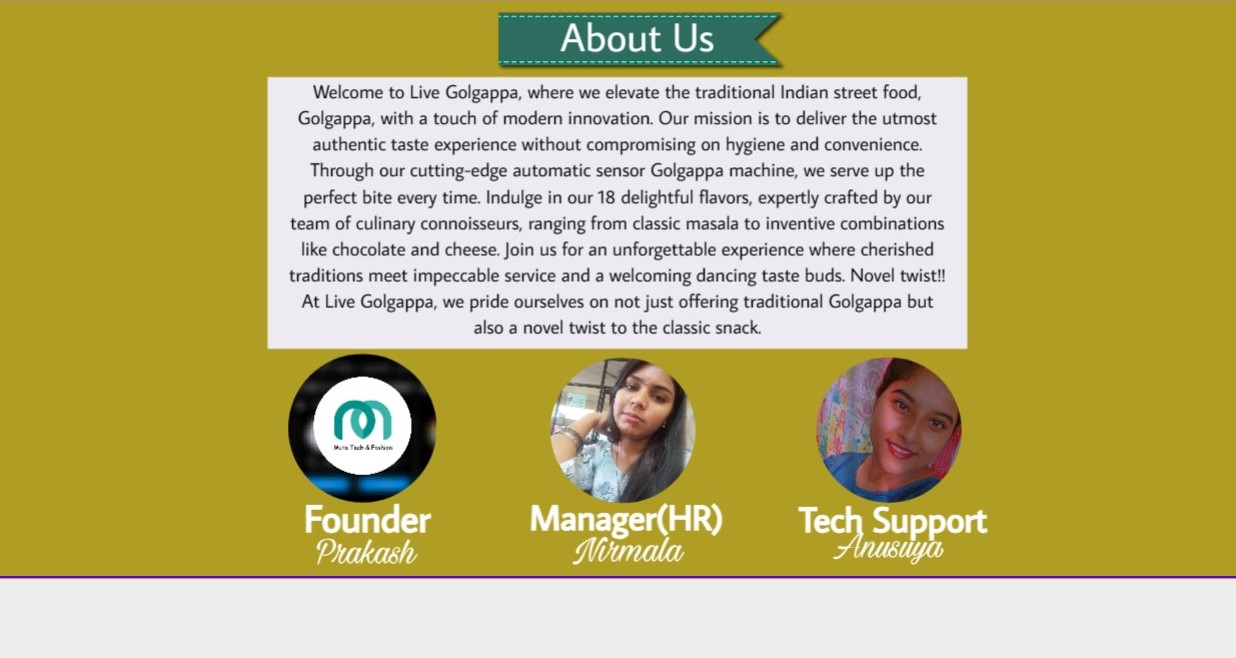 About Us
Welcome to Live Golgappa, where we elevate the traditional Indian street food,
Golgappa, with a touch of modern innovation. Our mission is to deliver the utmost
authentic taste experience without compromising on hygiene and convenience.
Through our cutting-edge automatic sensor Golgappa machine, we serve up the
perfect bite every time. Indulge in our 18 delightful flavors, expertly crafted by our
team of culinary connoisseurs, ranging from classic masala to inventive combinations
like chocolate and cheese. Join us for an unforgettable experience where cherished
traditions meet impeccable service and a welcoming dancing taste buds. Novel twist!!
At Live Golgappa, we pride ourselves on not just offering traditional Golgappa but
also a novel twist to the classic snack.
Tech & Fashion
Founder
Prakash
Manager(HR)
Nirmala
Tech Support
Anusuya